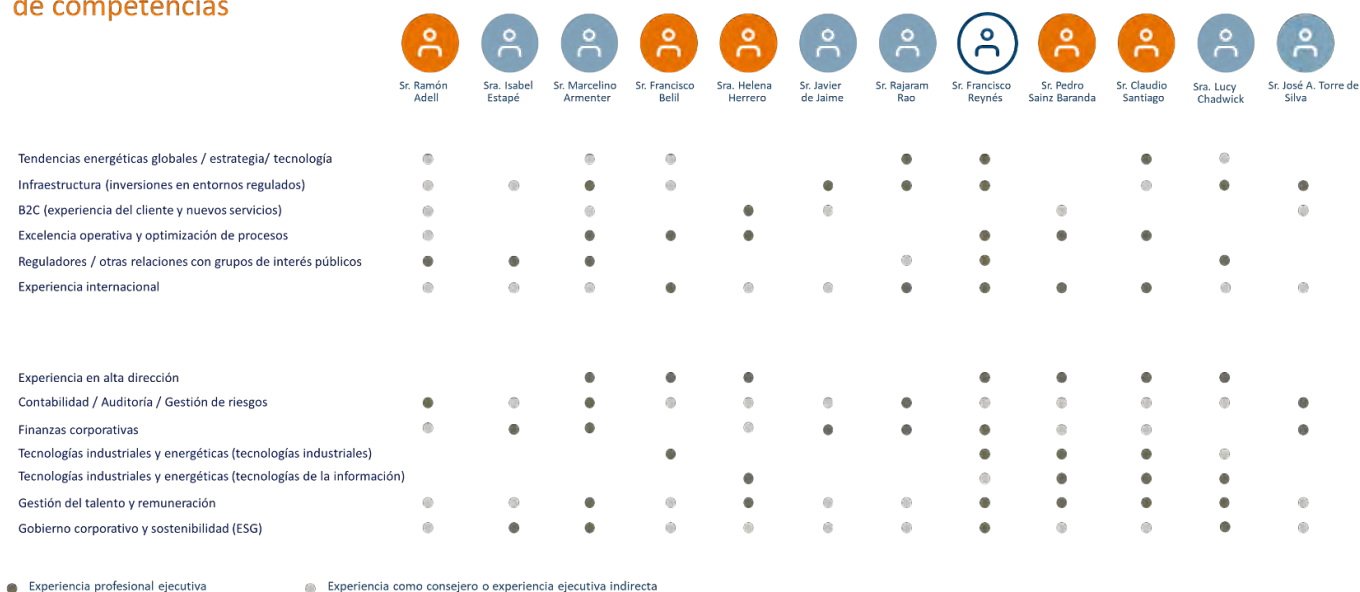 de competencias
Sr. Ramón Adell
Sra. Isabel Estapé
Sr. Marcelino Armenter
Sr. Francisco Belil
Sra. Helena Herrero
Sr. Javier de Jaime
Sr. Rajaram Rao
Sr. Francisco Reynés
Sr. Pedro Sainz Baranda
Sr. Claudio Santiago
Sra. Lucy Chadwick
Sr. José A. Torre de Silva
Tendencias energéticas globales / estrategia/ tecnología
Infraestructura (inversiones en entornos regulados)
B2C (experiencia del cliente y nuevos servicios)
Excelencia operativa y optimización de procesos
Reguladores / otras relaciones con grupos de interés públicos
Experiencia internacional
Experiencia en alta dirección
Contabilidad / Auditoría / Gestión de riesgos
Finanzas corporativas
Tecnologías industriales y energéticas (tecnologías industriales)
Tecnologías industriales y energéticas (tecnologías de la información)
Gestión del talento y remuneración
Gobierno corporativo y sostenibilidad (ESG)
Experiencia profesional ejecutiva
Experiencia como consejero o experiencia ejecutiva indirecta